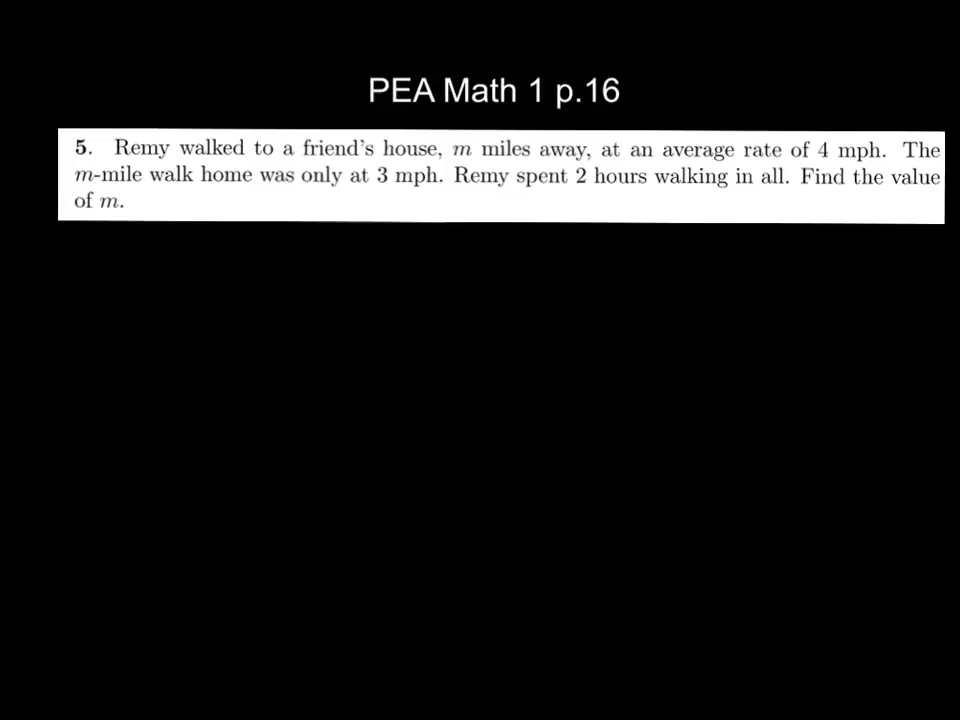 PEA Math 1 p.16
5. Remy walked to a friend's house, m miles away, at an average rate of 4 mph. The
m-mile walk home was only at 3 mph. Remy spent 2 hours walking in all. Find the value
of m.